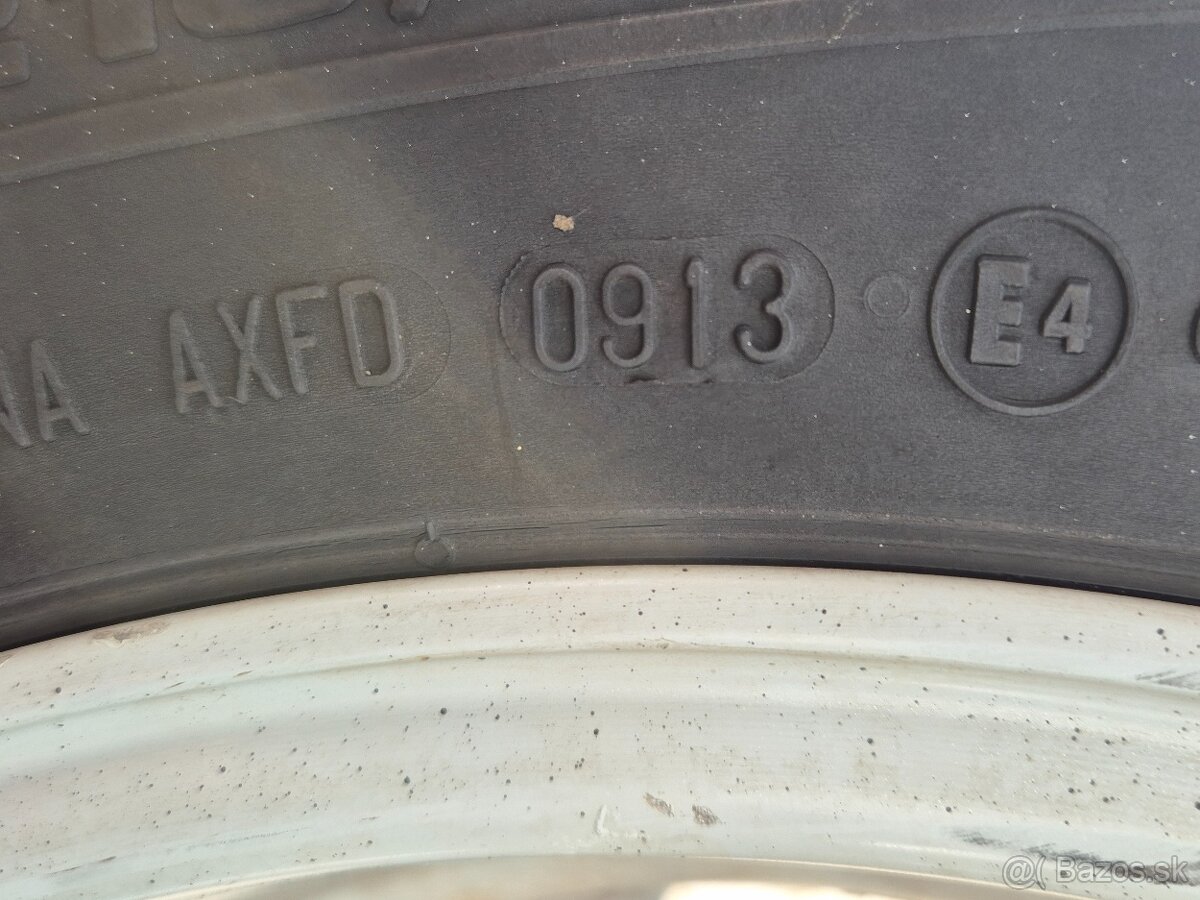 NA AXFD 0913 E4
@( Bazos.sk